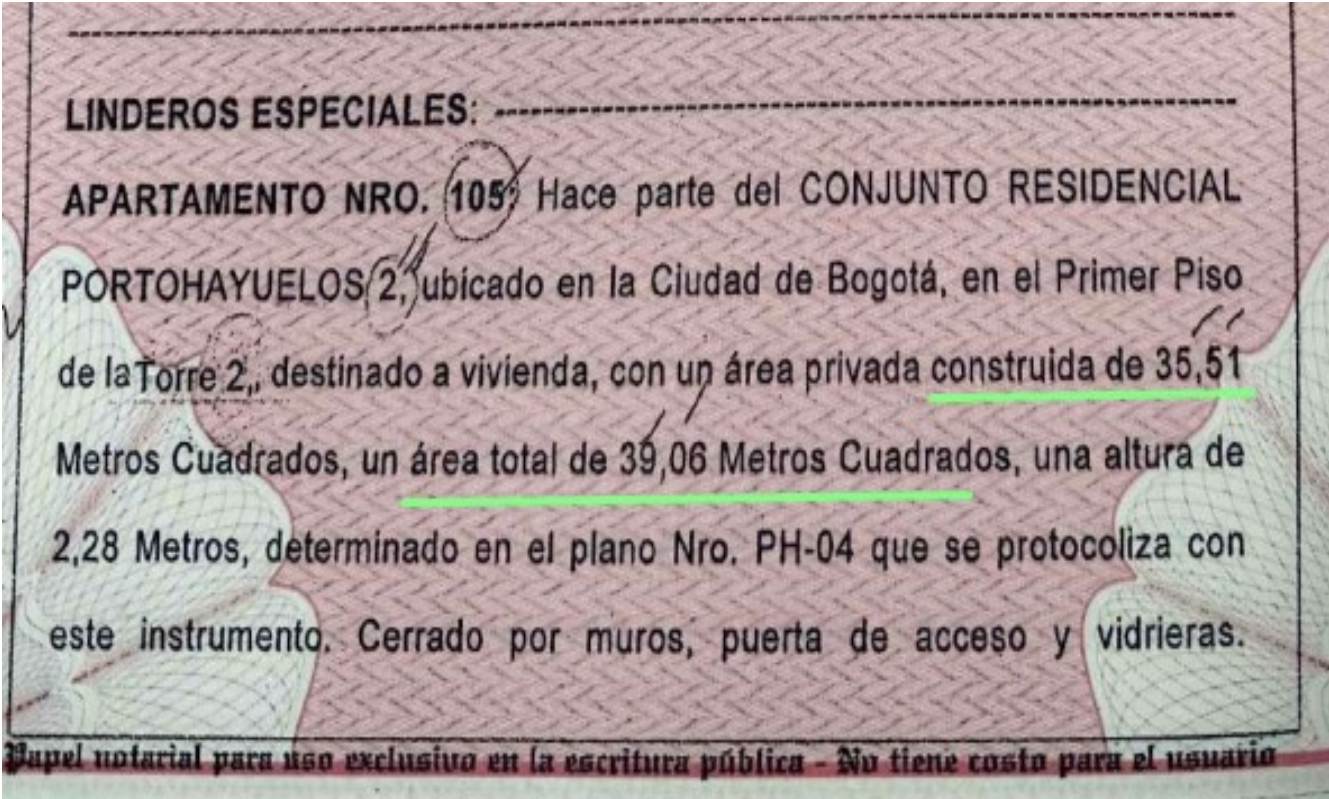 LINDEROS ESPECIALES: ----------------------------------------
APARTAMENTO NRO. 105; Hace parte del CONJUNTO RESIDENCIAL
PORTOHAYUELOS 2, ubicado en la Ciudad de Bogotá, en el Primer Piso
de la Torre 2,, destinado a vivienda, con un área privada construida de 35,51
Metros Cuadrados, un área total de 39,06 Metros Cuadrados, una altura de
2,28 Metros, determinado en el plano Nro. PH-04 que se protocoliza con
este instrumento. Cerrado por muros, puerta de acceso y vidrieras.
Papel notarial para uso exclusivo en la escritura pública - No tiene costo para el usuario